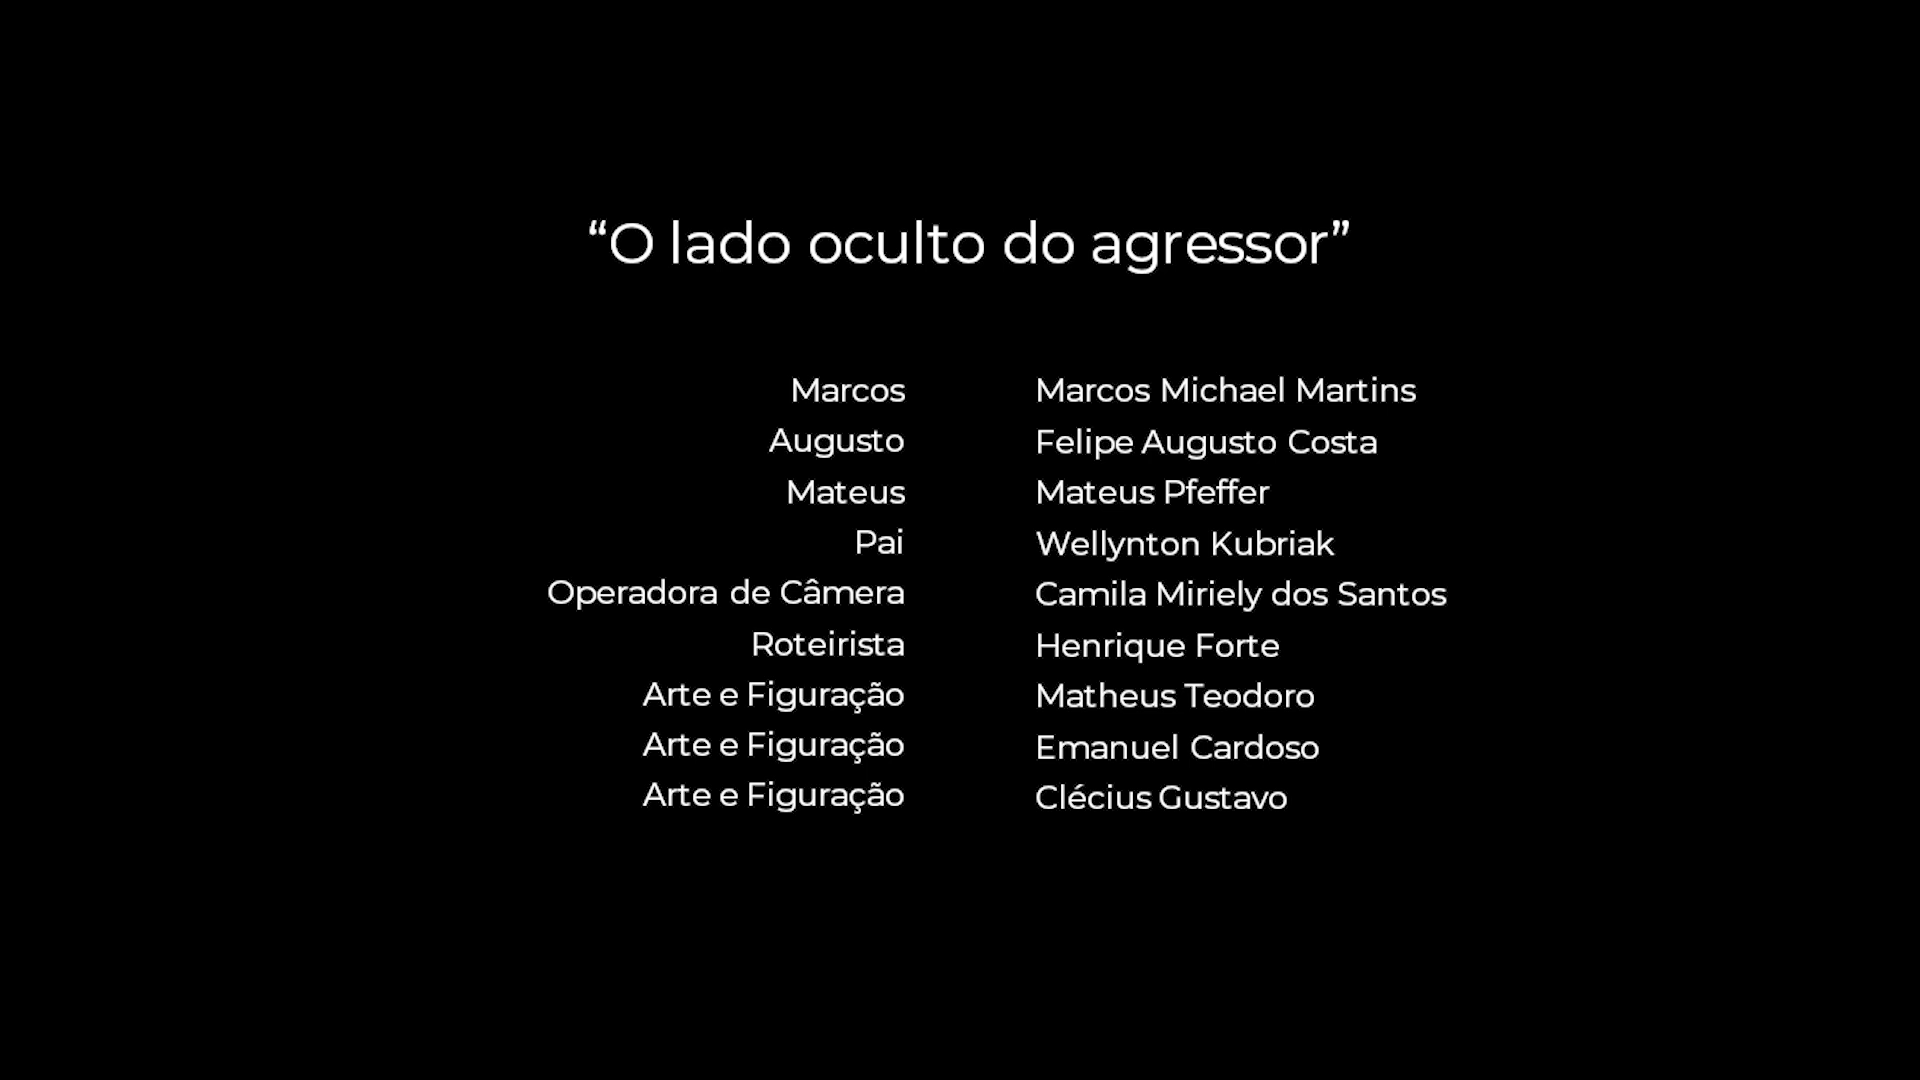 “O lado oculto do agressor”
Marcos Marcos Michael Martins
Augusto Felipe Augusto Costa
Mateus Mateus Pfeffer
Pai Wellynton Kubriak
Operadora de Câmera Camila Miriely dos Santos
Roteirista Henrique Forte
Arte e Figuração Matheus Teodoro
Arte e Figuração Emanuel Cardoso
Arte e Figuração Clécius Gustavo